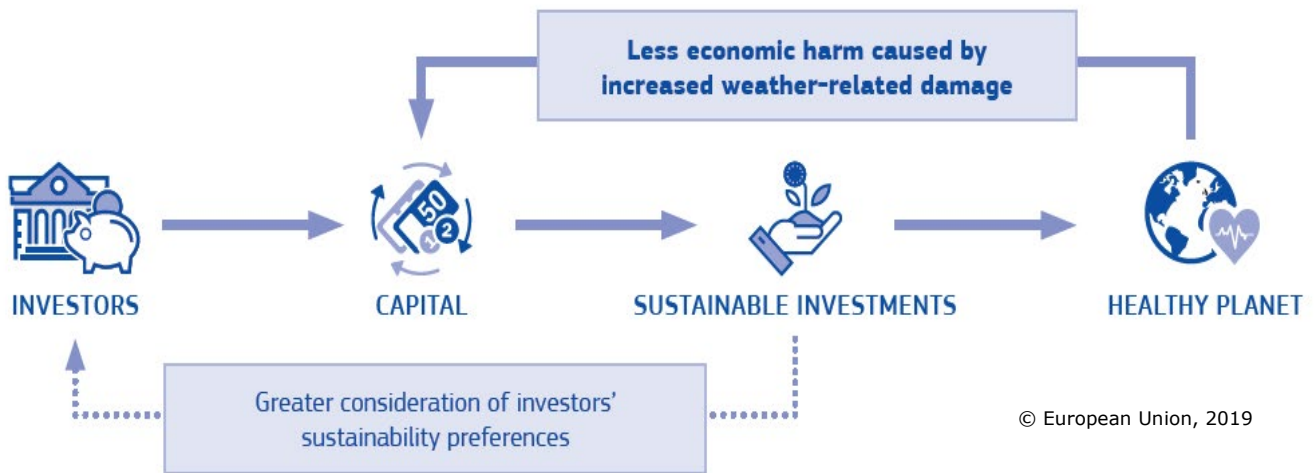 Less economic harm caused by
increased weather-related damage
50
1
2
INVESTORS
CAPITAL
SUSTAINABLE INVESTMENTS
HEALTHY PLANET
Greater consideration of investors'
sustainability preferences
© European Union, 2019